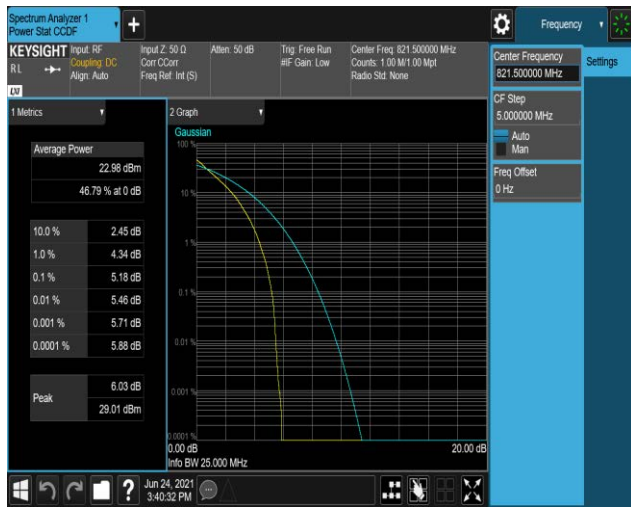 Spectrum Analyzer 1
Power Stat CCDF
+
Frequency
KEYSIGHT
RL
LXI
Input: RF
Coupling: DC
Align: Auto
Input Z: 50 Ω
Corr CCorr
Freq Ref: Int (S)
Atten: 50 dB
Trig: Free Run
#IF Gain: Low
Center Freq: 821.500000 MHz
Counts: 1.00 M/1.00 Mpt
Radio Std: None
Center Frequency
821.500000 MHz
Settings
CF Step
5.000000 MHz
Auto
Man
Freq Offset
0 Hz
1 Metrics
Average Power
22.98 dBm
46.79 % at 0 dB
10.0 % 2.45 dB
1.0 % 4.34 dB
0.1 % 5.18 dB
0.01 % 5.46 dB
0.001 % 5.71 dB
0.0001 % 5.88 dB
Peak
6.03 dB
29.01 dBm
2 Graph
Gaussian
100 %
10 %
1 %
0.1 %
0.01 %
0.001 %
0.0001 %
0.00 dB
20.00 dB
Info BW 25.000 MHz
?
Jun 24, 2021
3:40:32 PM